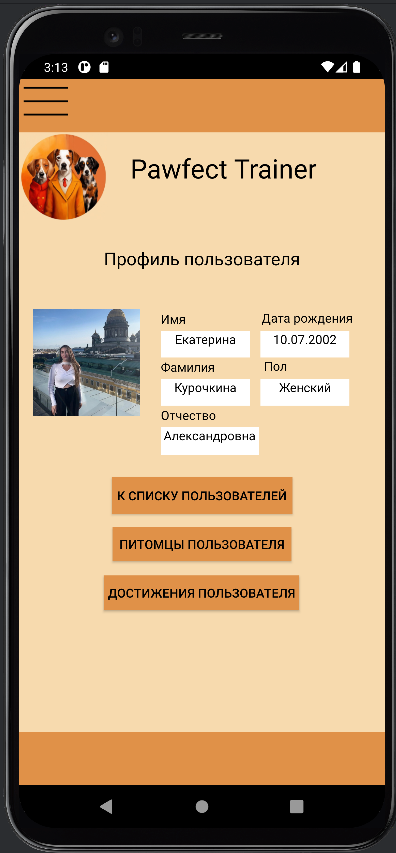 3:13
Pawfect Trainer
Профиль пользователя
Имя
Дата рождения
Екатерина
10.07.2002
Фамилия
Пол
Курочкина
Женский
Отчество
Александровна
К СПИСКУ ПОЛЬЗОВАТЕЛЕЙ
ПИТОМЦЫ ПОЛЬЗОВАТЕЛЯ
ДОСТИЖЕНИЯ ПОЛЬЗОВАТЕЛЯ